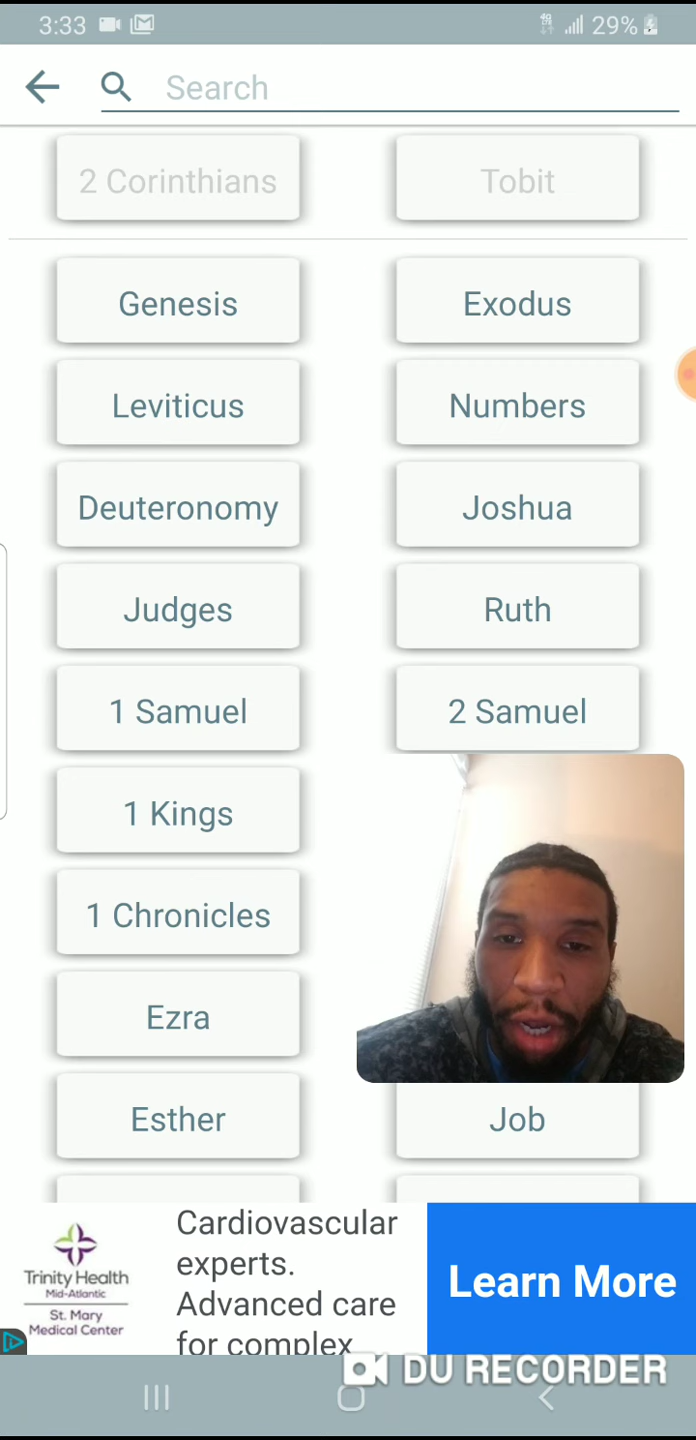 3:33
29%
Search
2 Corinthians
Tobit
Genesis
Exodus
Leviticus
Numbers
Deuteronomy
Joshua
Judges
Ruth
1 Samuel
2 Samuel
1 Kings
1 Chronicles
Ezra
Esther
Job
Trinity Health
Mid-Atlantic
St. Mary
Medical Center
Cardiovascular
experts.
Advanced care
for complex
Learn More
DU RECORDER